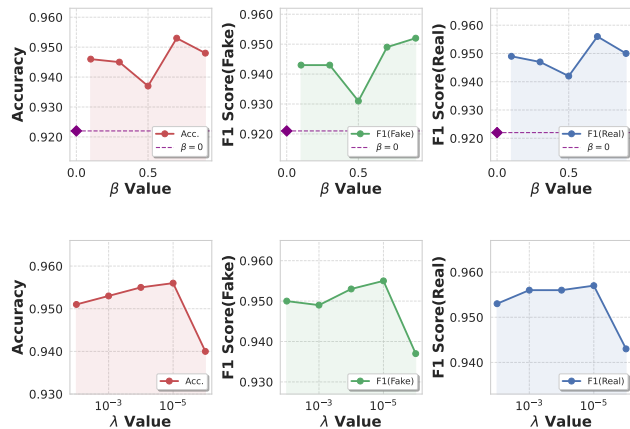 Accuracy
0.960
0.950
0.940
0.930
0.920
0.0
0.5
β Value
Acc.
β = 0
F1 Score(Fake)
0.960
0.950
0.940
0.930
0.920
0.0
0.5
β Value
F1(Fake)
β = 0
F1 Score(Real)
0.960
0.950
0.940
0.930
0.920
0.0
0.5
β Value
F1(Real)
β = 0
Accuracy
0.960
0.950
0.940
0.930
10⁻³
10⁻⁵
λ Value
Acc.
F1 Score(Fake)
0.960
0.950
0.940
0.930
10⁻³
10⁻⁵
λ Value
F1(Fake)
F1 Score(Real)
0.960
0.950
0.940
10⁻³
10⁻⁵
λ Value
F1(Real)